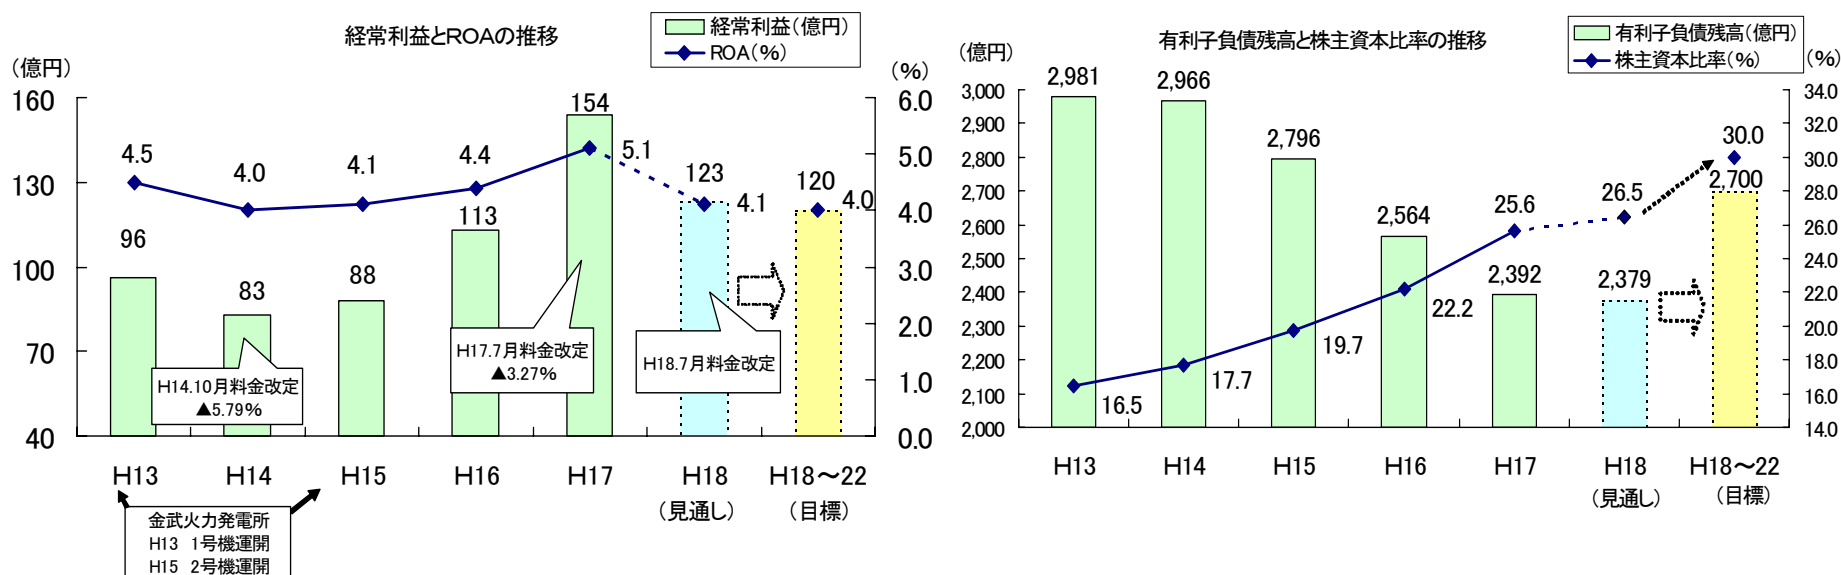 経常利益とROAの推移
経常利益(億円)
ROA(%)
(億円)
(%)
160
130
100
70
40
6.0
5.0
4.0
3.0
2.0
1.0
0.0
4.5
4.0
4.1
4.4
5.1
4.1
4.0
96
83
88
113
154
123
120
H14.10月料金改定
▲5.79%
H17.7月料金改定
▲3.27%
H18.7月料金改定
H13
H14
H15
H16
H17
H18
(見通し)
H18~22
(目標)
金武火力発電所
H13 1号機運開
H15 2号機運開
有利子負債残高と株主資本比率の推移
有利子負債残高(億円)
株主資本比率(%)
(億円)
(%)
3,000
2,900
2,800
2,700
2,600
2,500
2,400
2,300
2,200
2,100
2,000
34.0
32.0
30.0
28.0
26.0
24.0
22.0
20.0
18.0
16.0
14.0
2,981
2,966
2,796
2,564
2,392
2,379
2,700
16.5
17.7
19.7
22.2
25.6
26.5
30.0
H13
H14
H15
H16
H17
H18
(見通し)
H18~22
(目標)